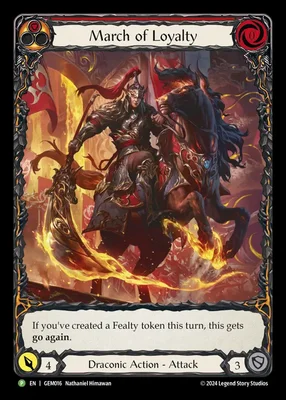 March of Loyalty
If you've created a Fealty token this turn, this gets
go again.
4
Draconic Action - Attack
3
P EN | GEM016 Nathaniel Himawan
© 2024 Legend Story Studios